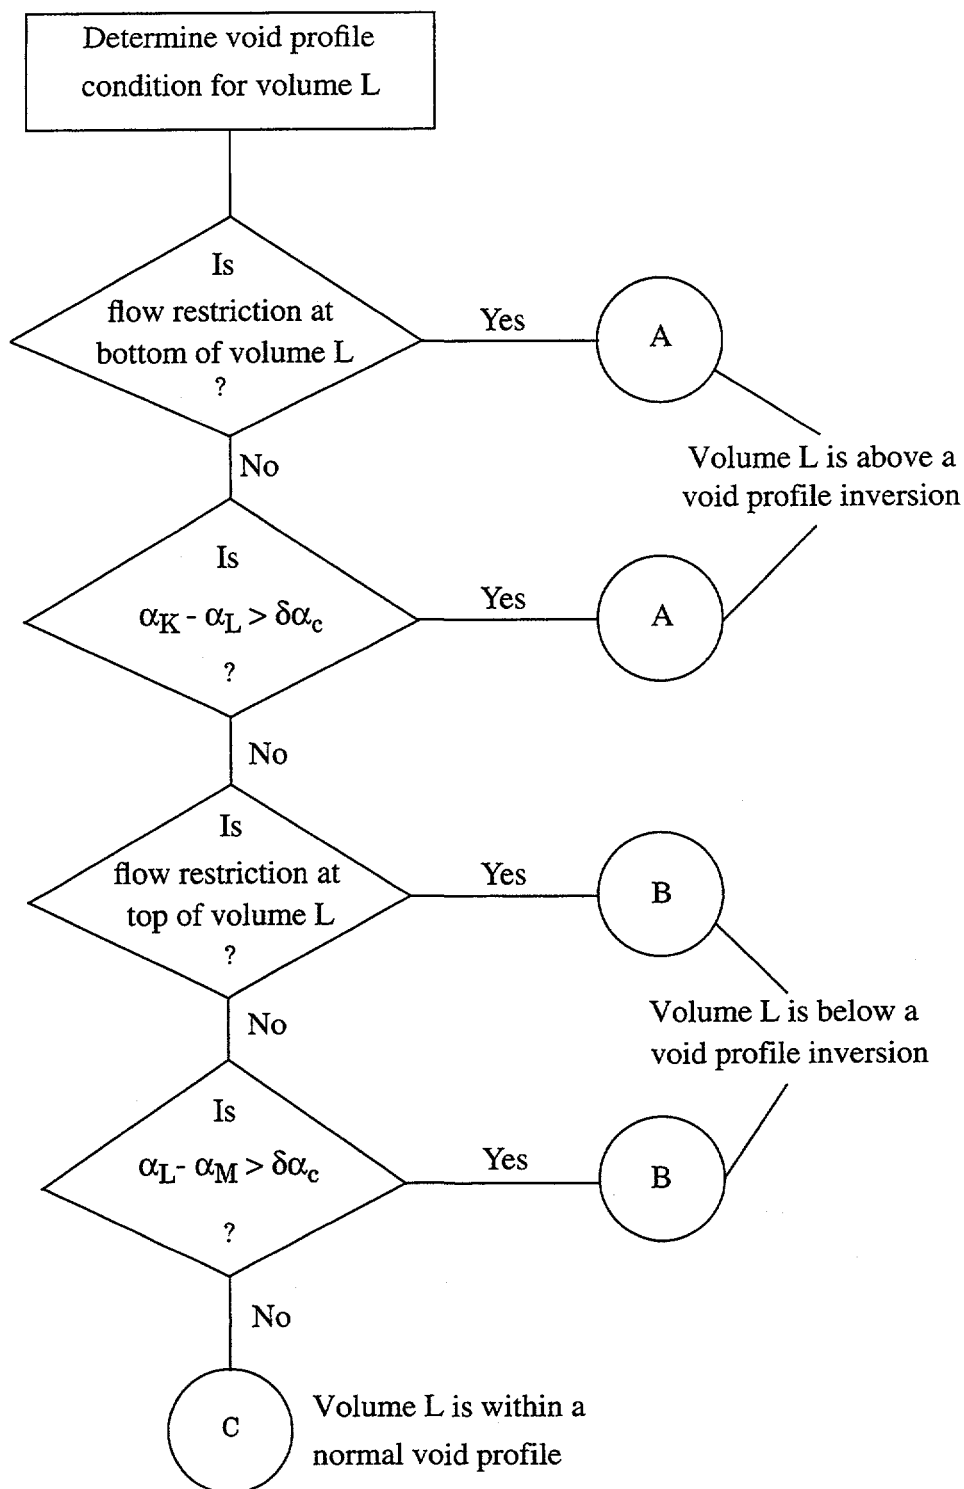 Determine void profile
condition for volume L
Is
flow restriction at
bottom of volume L
?
Yes
A
No
Volume L is above a
void profile inversion
Is
αK - αL > δαc
?
Yes
A
No
Is
flow restriction at
top of volume L
?
Yes
B
No
Volume L is below a
void profile inversion
Is
αL - αM > δαc
?
Yes
B
No
C
Volume L is within a
normal void profile